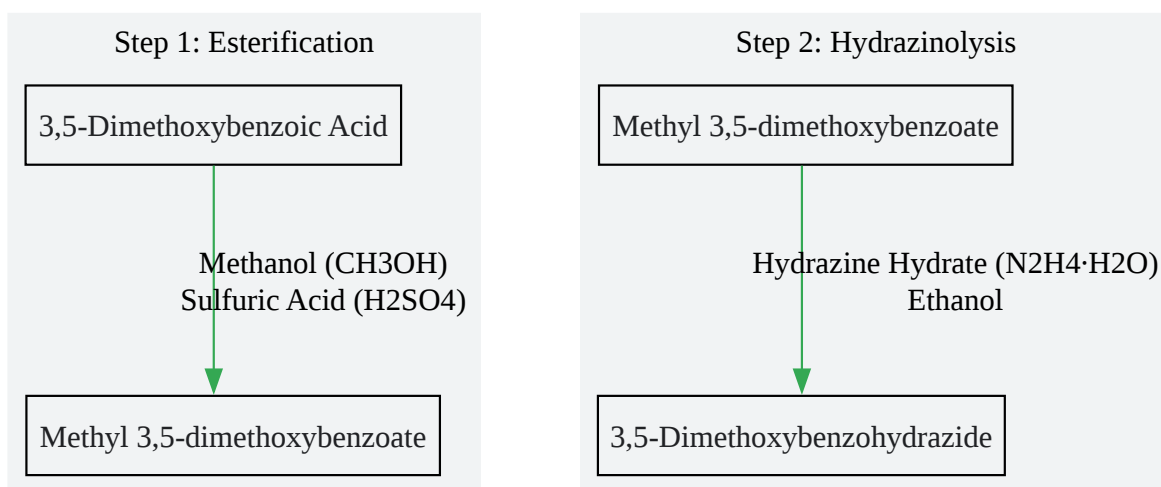 Step 1: Esterification
3,5-Dimethoxybenzoic Acid
Methanol (CH3OH)
Sulfuric Acid (H2SO4)
Methyl 3,5-dimethoxybenzoate
Step 2: Hydrazinolysis
Methyl 3,5-dimethoxybenzoate
Hydrazine Hydrate (N2H4·H2O)
Ethanol
3,5-Dimethoxybenzohydrazide